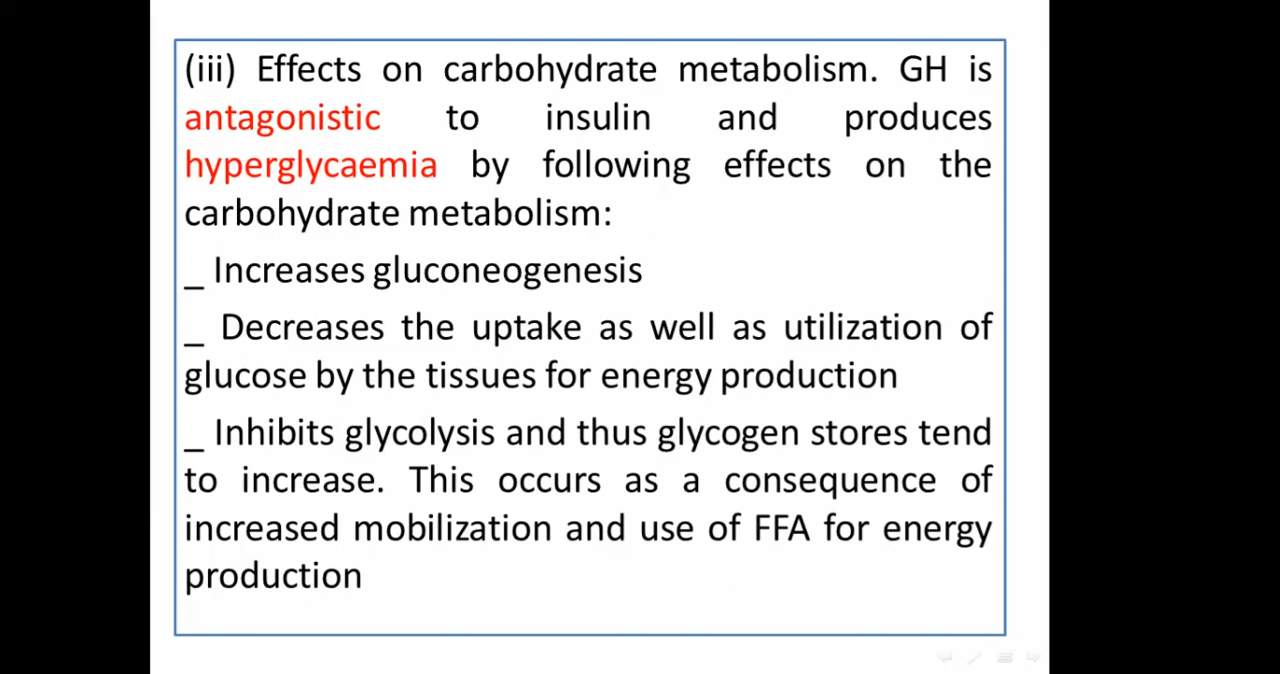 (iii) Effects on carbohydrate metabolism. GH is
antagonistic to insulin and produces
hyperglycaemia by following effects on the
carbohydrate metabolism:
_ Increases gluconeogenesis
_ Decreases the uptake as well as utilization of
glucose by the tissues for energy production
_ Inhibits glycolysis and thus glycogen stores tend
to increase. This occurs as a consequence of
increased mobilization and use of FFA for energy
production